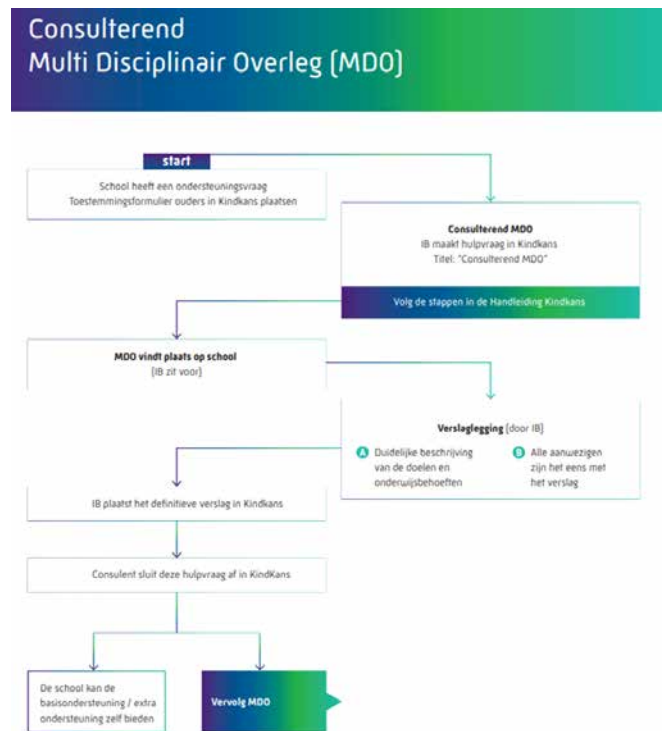 Consulterend
Multi Disciplinair Overleg (MDO)
start
School heeft een ondersteuningsvraag
Toestemmingsformulier ouders in Kindkans plaatsen
Consulterend MDO
IB maakt hulpvraag in Kindkans
Titel: "Consulterend MDO"
Volg de stappen in de Handleiding Kindkans
MDO vindt plaats op school
(IB zit voor)
Verslaglegging (door IB)
A Duidelijke beschrijving
van de doelen en
onderwijsbehoeften
B Alle aanwezigen
zijn het eens met
het verslag
IB plaatst het definitieve verslag in Kindkans
Consulent sluit deze hulpvraag af in KindKans
De school kan de
basisondersteuning / extra
ondersteuning zelf bieden
Vervolg MDO